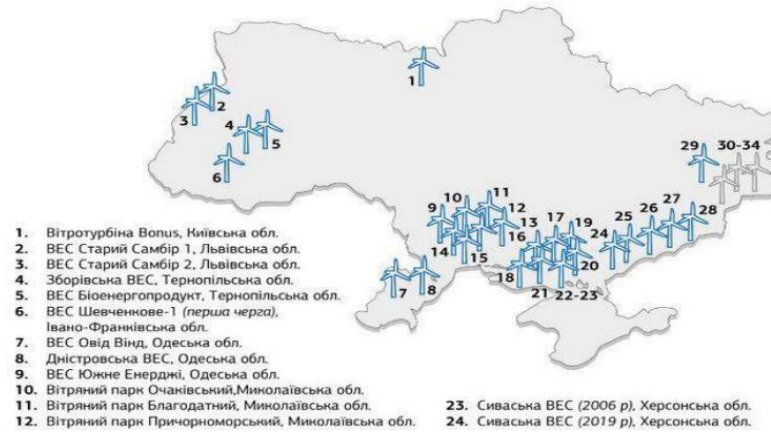 1
2
3
4
5
6
29
30-34
11
10
12
9
13
17
19
26
27
28
16
24
25
14
15
20
18
7
8
21
22-23
1. Вітротурбіна Bonus, Київська обл.
2. ВЕС Старий Самбір 1, Львівська обл.
3. ВЕС Старий Самбір 2, Львівська обл.
4. Зборівська ВЕС, Тернопільська обл.
5. ВЕС Біоенергопродукт, Тернопільська обл.
6. ВЕС Шевченкове-1 (перша черга),
Івано-Франківська обл.
7. ВЕС Овід Вінд, Одеська обл.
8. Дністровська ВЕС, Одеська обл.
9. ВЕС Южне Енерджі, Одеська обл.
10. Вітряний парк Очаківський,Миколаївська обл.
11. Вітряний парк Благодатний, Миколаївська обл.
12. Вітряний парк Причорноморський, Миколаївська обл.
23. Сиваська ВЕС (2006 р), Херсонська обл.
24. Сиваська ВЕС (2019 р), Херсонська обл.